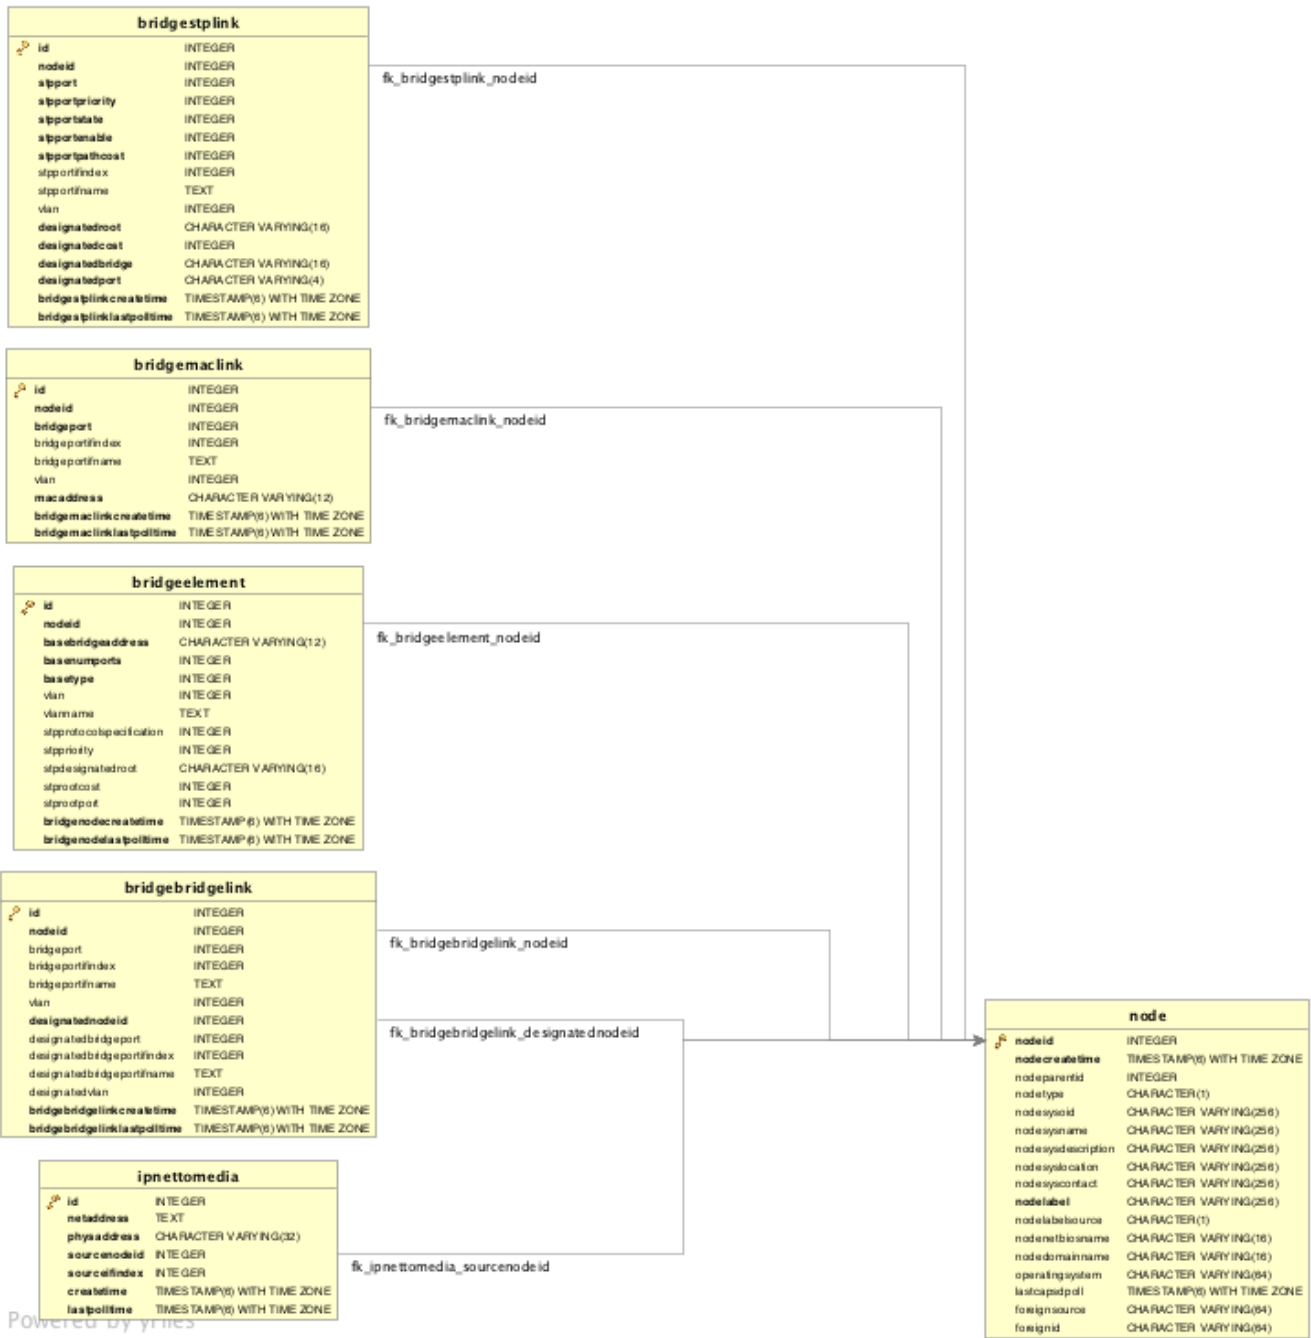 bridgestplink
id INTEGER
nodeid INTEGER
stpport INTEGER
stpportpriority INTEGER
stpportstate INTEGER
stpportenable INTEGER
stpportpathcost INTEGER
stpportifindex INTEGER
stpportifname TEXT
vlan INTEGER
designatedroot CHARACTER VARYING(16)
designatedcost INTEGER
designatedbridge CHARACTER VARYING(16)
designatedport CHARACTER VARYING(4)
bridgestplinkcreatetime TIMESTAMP(6) WITH TIME ZONE
bridgestplinklastpolltime TIMESTAMP(6) WITH TIME ZONE
fk_bridgestplink_nodeid
bridgemaclink
id INTEGER
nodeid INTEGER
bridgeport INTEGER
bridgeportifindex INTEGER
bridgeportifname TEXT
vlan INTEGER
macaddress CHARACTER VARYING(12)
bridgemaclinkcreatetime TIMESTAMP(6) WITH TIME ZONE
bridgemaclinklastpolltime TIMESTAMP(6) WITH TIME ZONE
fk_bridgemaclink_nodeid
bridgeelement
id INTEGER
nodeid INTEGER
basebridgeaddress CHARACTER VARYING(12)
basenumports INTEGER
basetype INTEGER
vlan INTEGER
vlanname TEXT
stpprotocolspecification INTEGER
stppriority INTEGER
stpdesignatedroot CHARACTER VARYING(16)
stprootcost INTEGER
stprootport INTEGER
bridgenodecreatetime TIMESTAMP(6) WITH TIME ZONE
bridgenodelastpolltime TIMESTAMP(6) WITH TIME ZONE
fk_bridgeelement_nodeid
bridgebridgelink
id INTEGER
nodeid INTEGER
bridgeport INTEGER
bridgeportifindex INTEGER
bridgeportifname TEXT
vlan INTEGER
designatednodeid INTEGER
designatedbridgeport INTEGER
designatedbridgeportifindex INTEGER
designatedbridgeportifname TEXT
designatedvlan INTEGER
bridgebridgelinkcreatetime TIMESTAMP(6) WITH TIME ZONE
bridgebridgelinklastpolltime TIMESTAMP(6) WITH TIME ZONE
fk_bridgebridgelink_nodeid
fk_bridgebridgelink_designatednodeid
ipnettomedia
id INTEGER
netaddress TEXT
physaddress CHARACTER VARYING(32)
sourcenodeid INTEGER
sourceifindex INTEGER
createtime TIMESTAMP(6) WITH TIME ZONE
lastpolltime TIMESTAMP(6) WITH TIME ZONE
fk_ipnettomedia_sourcenodeid
Powered by yFiles
node
nodeid INTEGER
nodecreatetime TIMESTAMP(6) WITH TIME ZONE
nodeparentid INTEGER
nodetype CHARACTER(1)
nodesysoid CHARACTER VARYING(256)
nodesysname CHARACTER VARYING(256)
nodesysdescription CHARACTER VARYING(256)
nodesyslocation CHARACTER VARYING(256)
nodesyscontact CHARACTER VARYING(256)
nodelabel CHARACTER VARYING(256)
nodelabelsource CHARACTER(1)
nodenetbiosname CHARACTER VARYING(16)
nodedomainname CHARACTER VARYING(16)
operatingsystem CHARACTER VARYING(64)
lastcapsdpoll TIMESTAMP(6) WITH TIME ZONE
foreignsource CHARACTER VARYING(64)
foreignid CHARACTER VARYING(64)